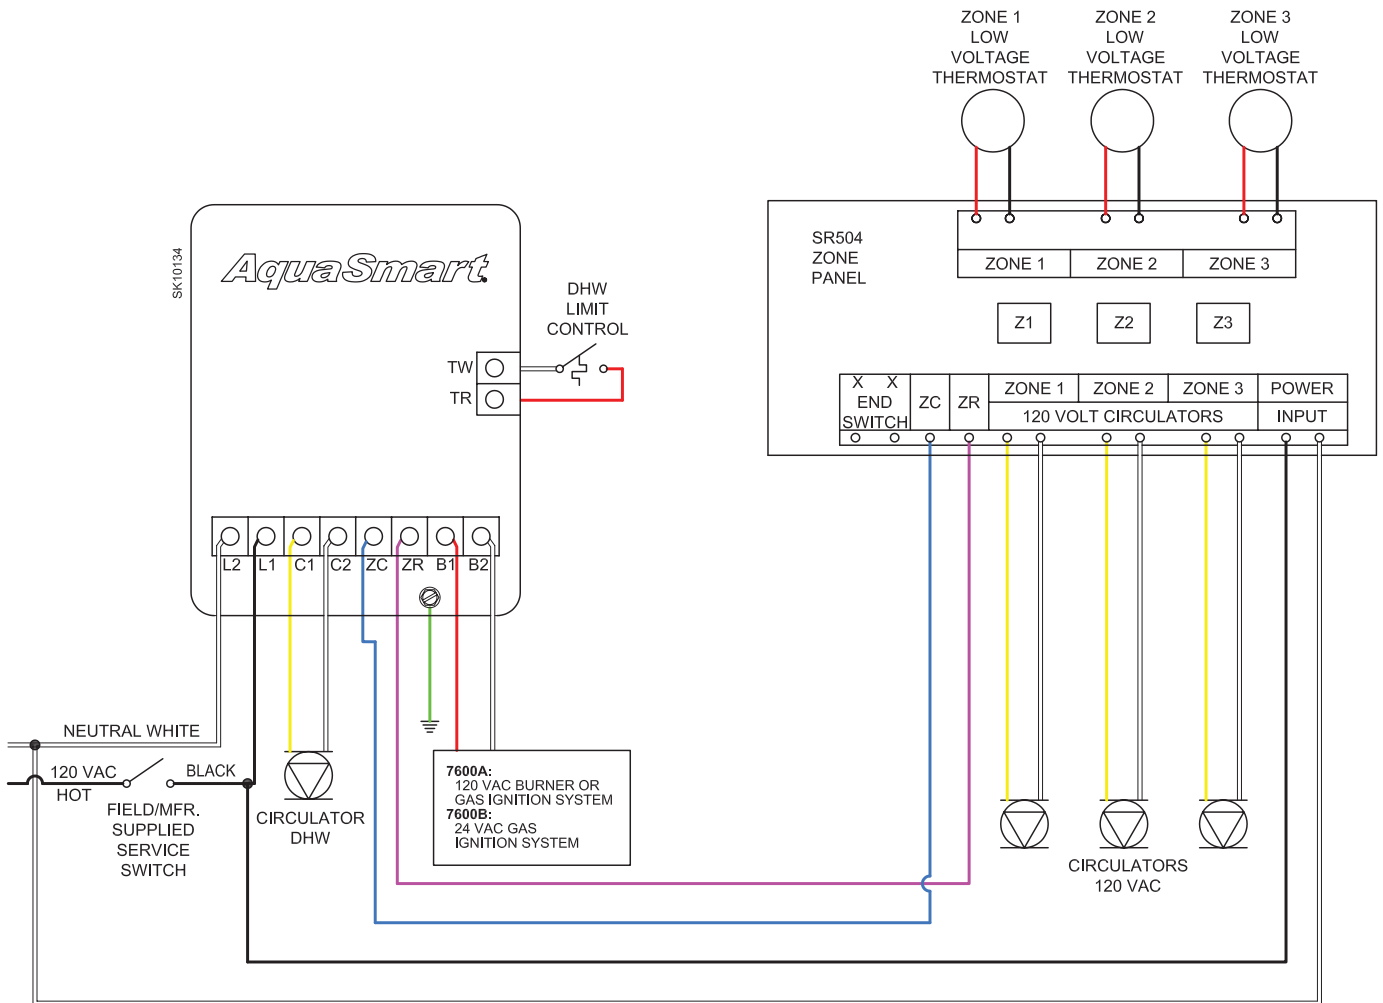 ZONE 1
LOW
VOLTAGE
THERMOSTAT
ZONE 2
LOW
VOLTAGE
THERMOSTAT
ZONE 3
LOW
VOLTAGE
THERMOSTAT
SK10134
AquaSmart
DHW
LIMIT
CONTROL
TW
TR
L2 L1 C1 C2 ZC ZR B1 B2
SR504
ZONE
PANEL
ZONE 1 ZONE 2 ZONE 3
Z1 Z2 Z3
X X
END
SWITCH
ZC ZR
ZONE 1 ZONE 2 ZONE 3
120 VOLT CIRCULATORS
POWER
INPUT
NEUTRAL WHITE
120 VAC
HOT
BLACK
FIELD/MFR.
SUPPLIED
SERVICE
SWITCH
CIRCULATOR
DHW
7600A:
120 VAC BURNER OR
GAS IGNITION SYSTEM
7600B:
24 VAC GAS
IGNITION SYSTEM
CIRCULATORS
120 VAC